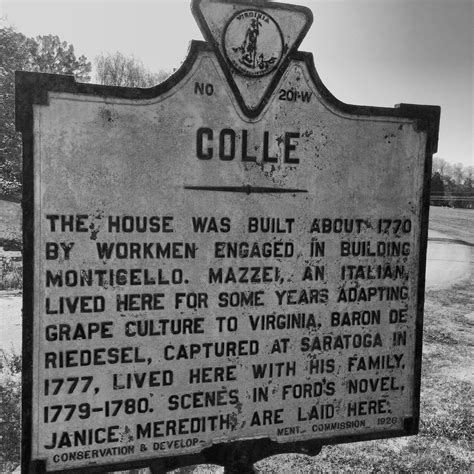 VIRGINIA
NO. 201-W
COLLE
THE HOUSE WAS BUILT ABOUT 1770
BY WORKMEN ENGAGED IN BUILDING
MONTICELLO. MAZZEI, AN ITALIAN,
LIVED HERE FOR SOME YEARS ADAPTING
GRAPE CULTURE TO VIRGINIA. BARON DE
RIEDESEL, CAPTURED AT SARATOGA IN
1777, LIVED HERE WITH HIS FAMILY,
1779-1780. SCENES IN FORD'S NOVEL,
JANICE MEREDITH, ARE LAID HERE.
CONSERVATION & DEVELOP- MENT COMMISSION 1928